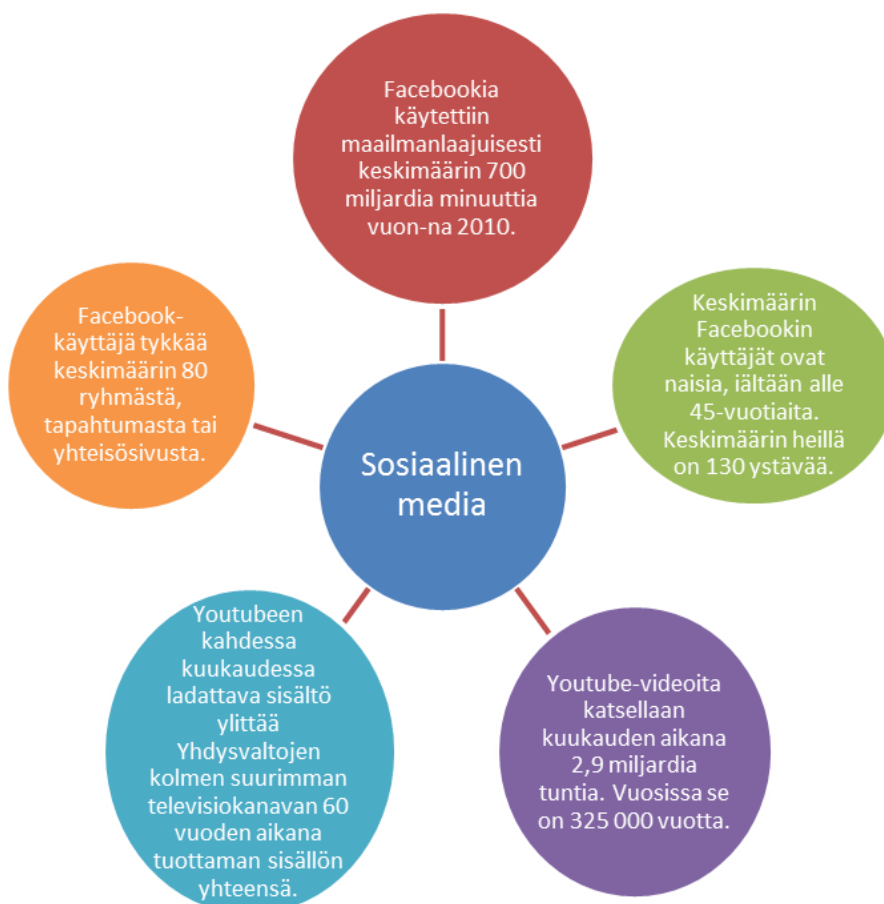 Facebookia
käytettiin
maailmanlaajuisesti
keskimäärin 700
miljardia minuuttia
vuon-na 2010.
Facebook-
käyttäjä tykkää
keskimäärin 80
ryhmästä,
tapahtumasta tai
yhteisösivusta.
Keskimäärin
Facebookin
käyttäjät ovat
naisia, iältään alle
45-vuotiaita.
Keskimäärin heillä
on 130 ystävää.
Sosiaalinen
media
Youtubeen
kahdessa
kuukaudessa
ladattava sisältö
ylittää
Yhdysvaltojen
kolmen suurimman
televisiokanavan 60
vuoden aikana
tuottaman sisällön
yhteensä.
Youtube-videoita
katsellaan
kuukauden aikana
2,9 miljardia
tuntia. Vuosissa se
on 325 000 vuotta.